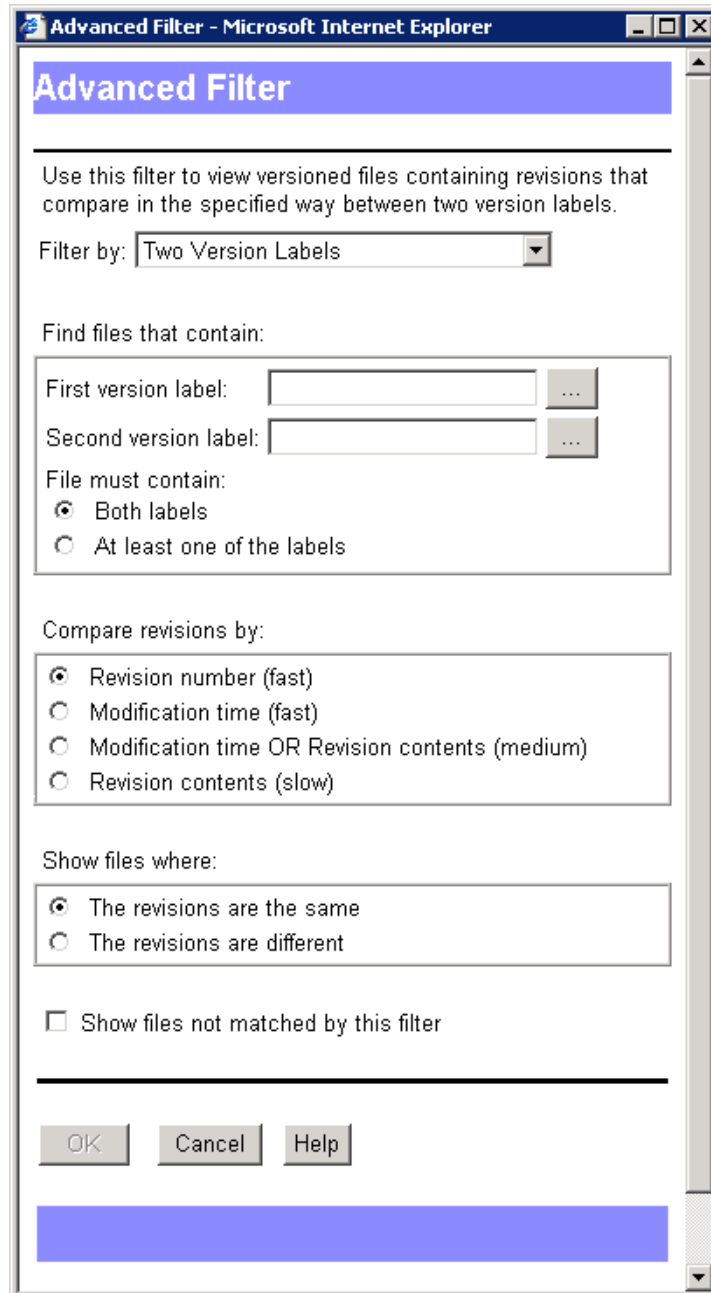 Advanced Filter - Microsoft Internet Explorer
Advanced Filter
Use this filter to view versioned files containing revisions that
compare in the specified way between two version labels.
Filter by: Two Version Labels
Find files that contain:
First version label: ...
Second version label: ...
File must contain:
Both labels
At least one of the labels
Compare revisions by:
Revision number (fast)
Modification time (fast)
Modification time OR Revision contents (medium)
Revision contents (slow)
Show files where:
The revisions are the same
The revisions are different
Show files not matched by this filter
OK Cancel Help